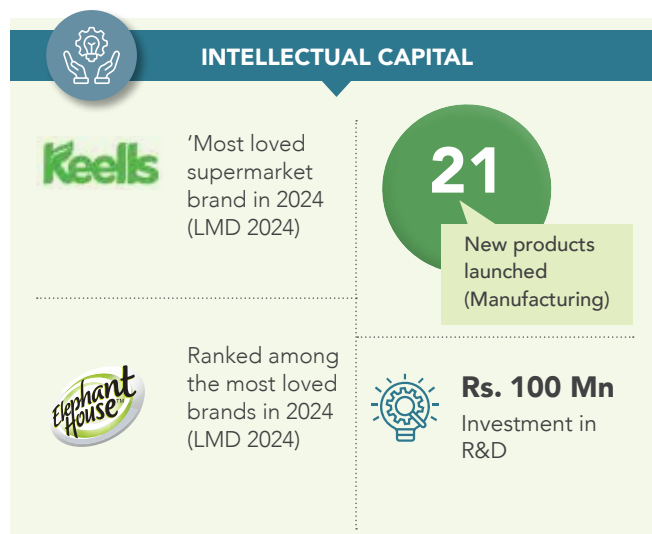 INTELLECTUAL CAPITAL
Keells
‘Most loved
supermarket
brand in 2024
(LMD 2024)
21
New products
launched
(Manufacturing)
Elephant
House™
Ranked among
the most loved
brands in 2024
(LMD 2024)
Rs. 100 Mn
Investment in
R&D